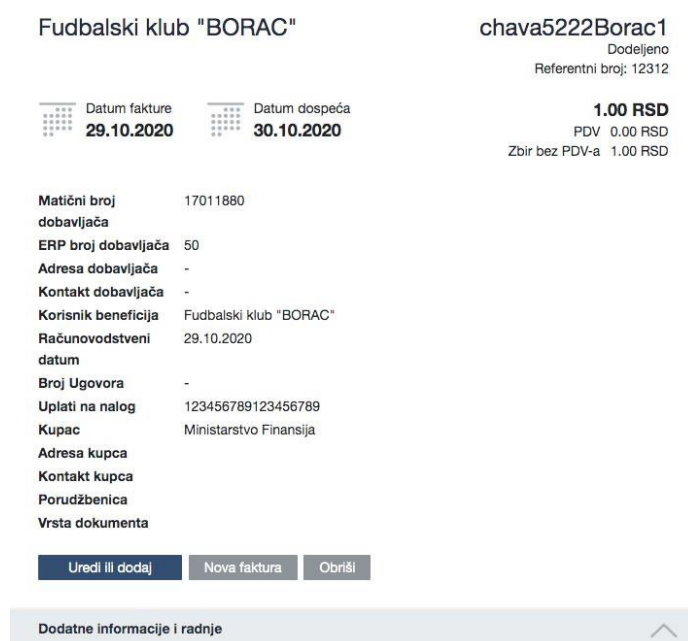 Fudbalski klub "BORAC"
chava5222Borac1
Dodeljeno
Referentni broj: 12312
Datum fakture
29.10.2020
Datum dospeća
30.10.2020
1.00 RSD
PDV 0.00 RSD
Zbir bez PDV-a 1.00 RSD
Matični broj 17011880
dobavljača
ERP broj dobavljača 50
Adresa dobavljača -
Kontakt dobavljača -
Korisnik beneficija Fudbalski klub "BORAC"
Računovodstveni 29.10.2020
datum
Broj Ugovora -
Uplati na nalog 123456789123456789
Kupac Ministarstvo Finansija
Adresa kupca
Kontakt kupca
Porudžbenica
Vrsta dokumenta
Uredi ili dodaj Nova faktura Obriši
Dodatne informacije i radnje